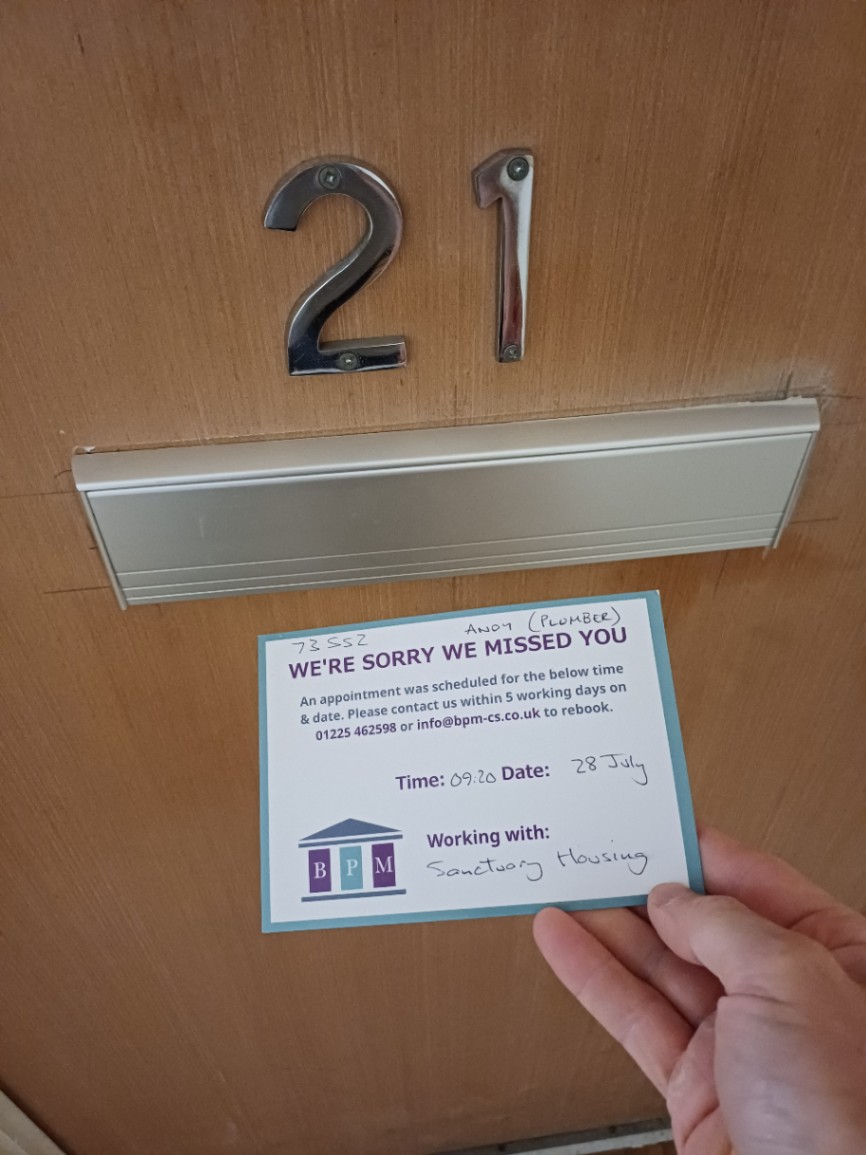 21
73552
ANDY (PLUMBER)
WE'RE SORRY WE MISSED YOU
An appointment was scheduled for the below time
& date. Please contact us within 5 working days on
01225 462598 or info@bpm-cs.co.uk to rebook.
Time: 09:20 Date: 28 July
Working with:
Sanctuary Housing
B P M